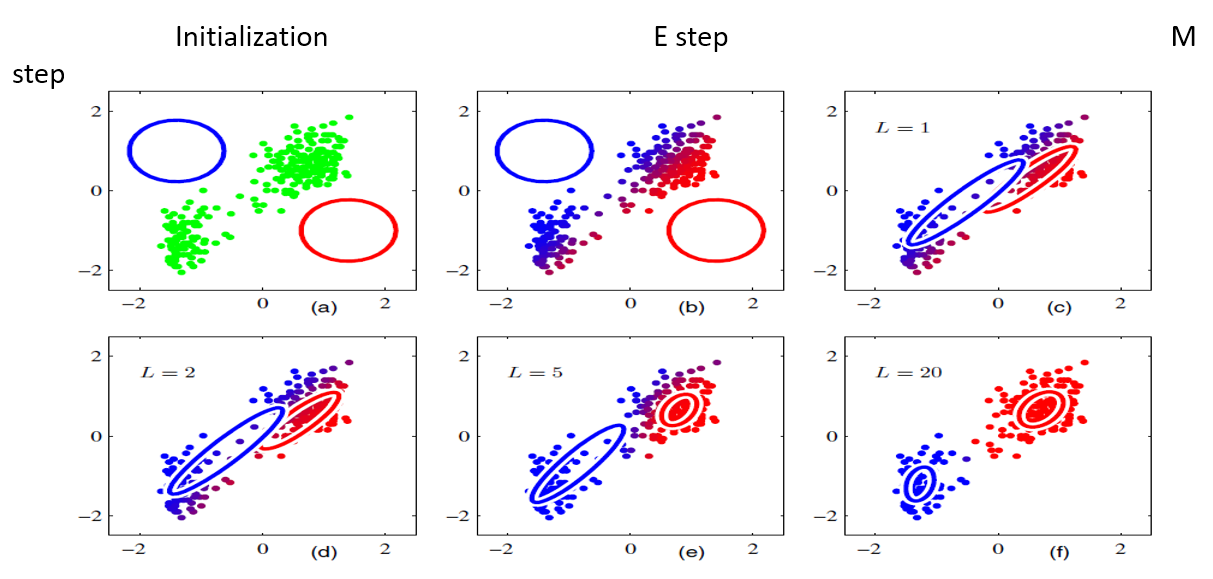 Initialization E step M
step
2
0
−2
−2 0 (a) 2
2
0
−2
−2 0 (b) 2
L = 1
2
0
−2
−2 0 (c) 2
L = 2
2
0
−2
−2 0 (d) 2
L = 5
2
0
−2
−2 0 (e) 2
L = 20
2
0
−2
−2 0 (f) 2